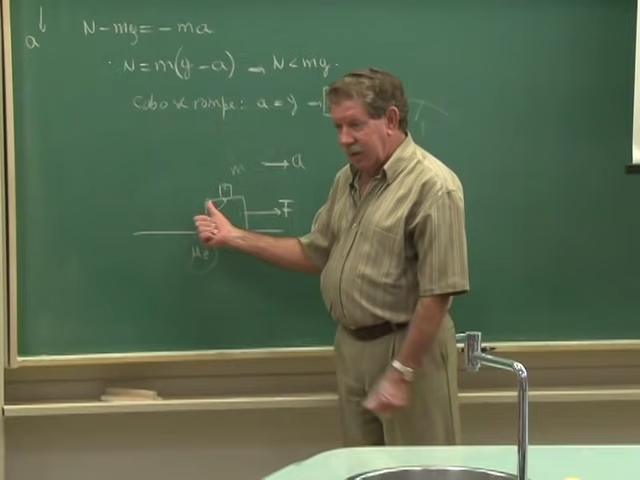 a
N-mg=-ma
N=m(g-a) → N<mg.
Cabo se rompe: a=g →
m → a
F
μe